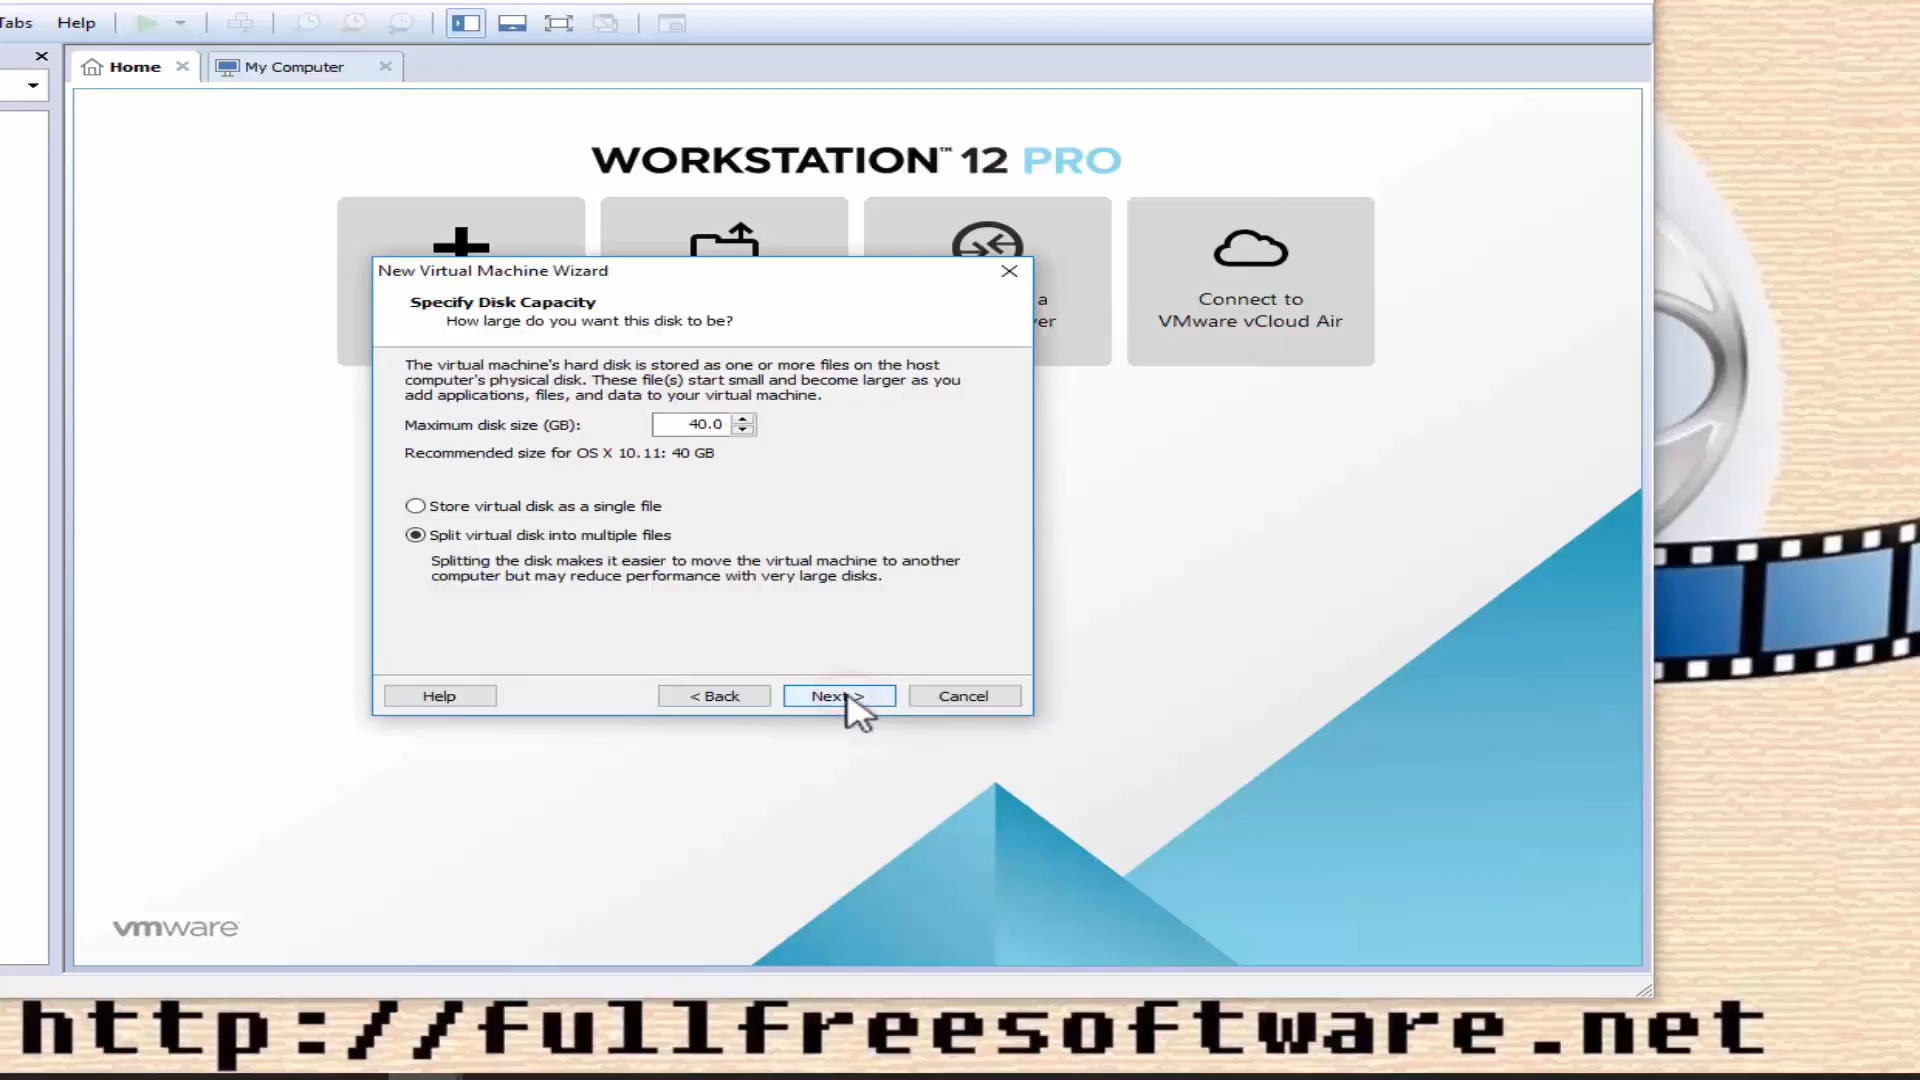 Tabs Help
Home
My Computer
WORKSTATION™ 12 PRO
a
Connect to
VMware vCloud Air
New Virtual Machine Wizard
Specify Disk Capacity
How large do you want this disk to be?
The virtual machine's hard disk is stored as one or more files on the host
computer's physical disk. These file(s) start small and become larger as you
add applications, files, and data to your virtual machine.
Maximum disk size (GB): 40.0
Recommended size for OS X 10.11: 40 GB
Store virtual disk as a single file
Split virtual disk into multiple files
Splitting the disk makes it easier to move the virtual machine to another
computer but may reduce performance with very large disks.
Help < Back Next > Cancel
vmware
http://fullfreesoftware.net